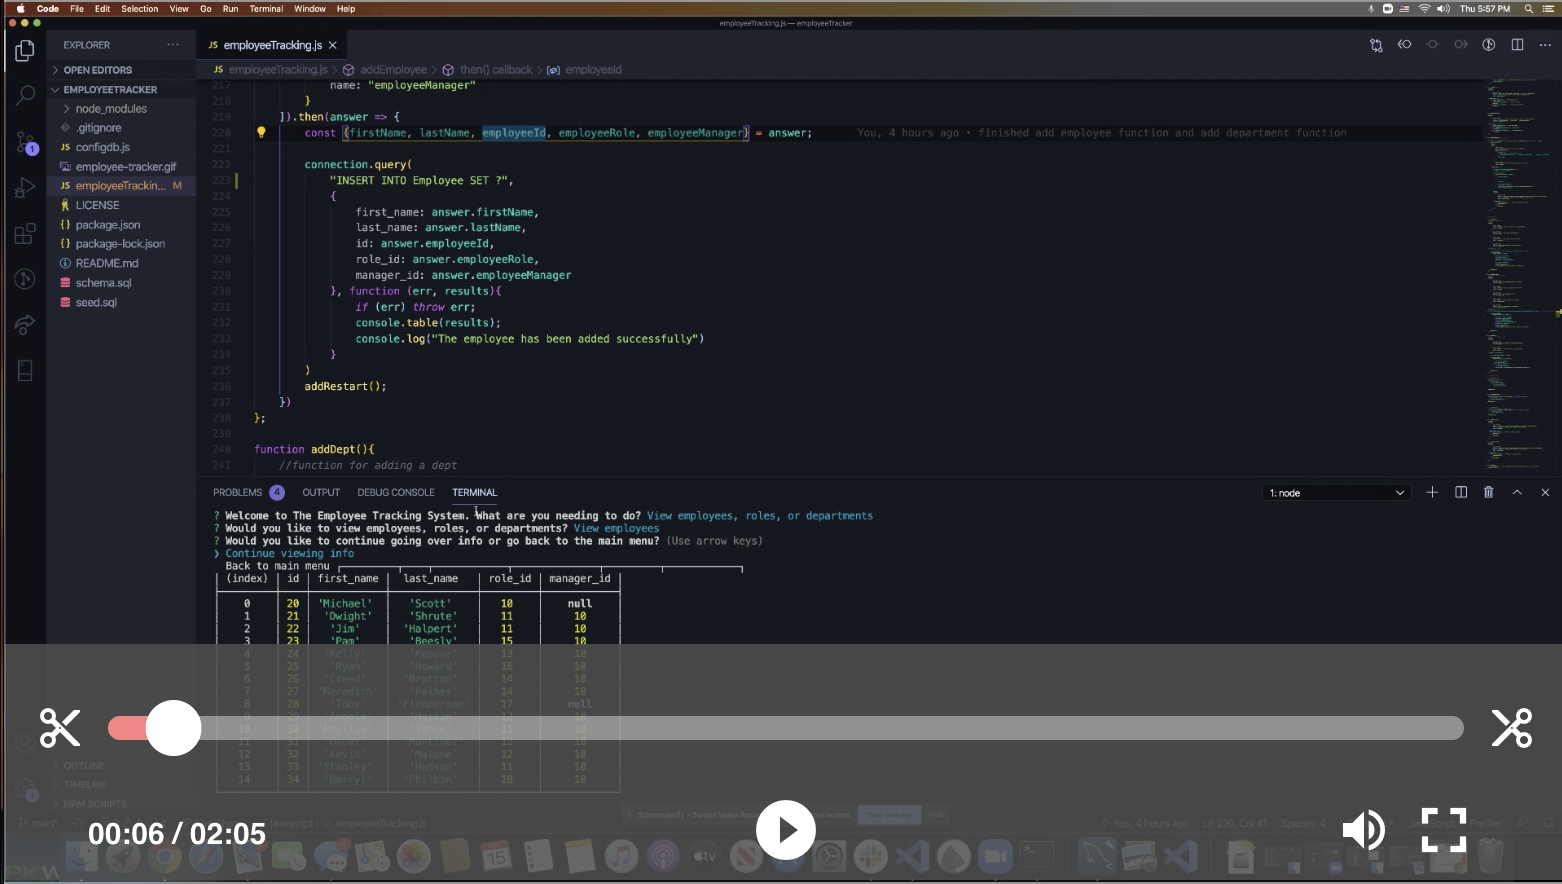 Code File Edit Selection View Go Run Terminal Window Help Thu 5:57 PM
employeeTracking.js — employeeTracker
EXPLORER ···
JS employeeTracking.js ×
JS employeeTracking.js > addEmployee > then() callback > employeeId
OPEN EDITORS
EMPLOYEETRACKER
node_modules
.gitignore
JS configdb.js
employee-tracker.gif
JS employeeTrackin... M
LICENSE
{} package.json
{} package-lock.json
README.md
schema.sql
seed.sql
1
217 name: "employeeManager"
218 }
219 ]).then(answer => {
220 const {firstName, lastName, employeeId, employeeRole, employeeManager} = answer; You, 4 hours ago • finished add employee function and add department function
221
222 connection.query(
223 "INSERT INTO Employee SET ?",
224 {
225 first_name: answer.firstName,
226 last_name: answer.lastName,
227 id: answer.employeeId,
228 role_id: answer.employeeRole,
229 manager_id: answer.employeeManager
230 }, function (err, results){
231 if (err) throw err;
232 console.table(results);
233 console.log("The employee has been added successfully")
234 }
235 )
236 addRestart();
237 })
238 };
239
240 function addDept(){
241 //function for adding a dept
PROBLEMS 4 OUTPUT DEBUG CONSOLE TERMINAL 1: node
? Welcome to The Employee Tracking System. What are you needing to do? View employees, roles, or departments
? Would you like to view employees, roles, or departments? View employees
? Would you like to continue going over info or go back to the main menu? (Use arrow keys)
❯ Continue viewing info
Back to main menu
(index) id first_name last_name role_id manager_id
0 20 'Michael' 'Scott' 10 null
1 21 'Dwight' 'Shrute' 11 10
2 22 'Jim' 'Halpert' 11 10
3 23 'Pam' 'Beesly' 15 10
4 24 'Kelly' 'Kapoor' 13 10
5 25 'Ryan' 'Howard' 16 10
6 26 'Creed' 'Bratton' 14 10
7 27 'Meredith' 'Palmer' 14 10
8 28 'Toby' 'Flenderson' 17 null
9 29 'Martin' 12 10
10 30 'Phyllis' 'Vance' 11 10
11 31 'Oscar' 'Martinez' 12 10
12 32 'Kevin' 'Malone' 12 10
13 33 'Stanley' 'Hudson' 11 10
14 34 'Darryl' 'Philbin' 18 10
OUTLINE
TIMELINE
NPM SCRIPTS
1
main* javascript employeeTracking.js You, 4 hours ago Ln 220, Col 41 Spaces: 4 JavaScript Prettier
Stop sharing Hide
00:06 / 02:05
15
tv